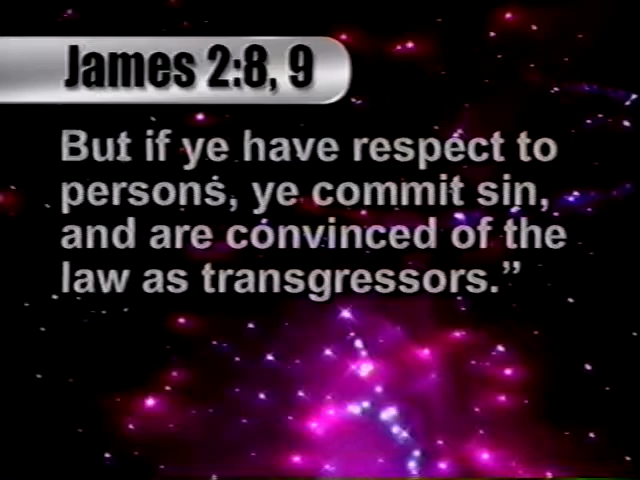 James 2:8, 9
But if ye have respect to
persons, ye commit sin,
and are convinced of the
law as transgressors.”